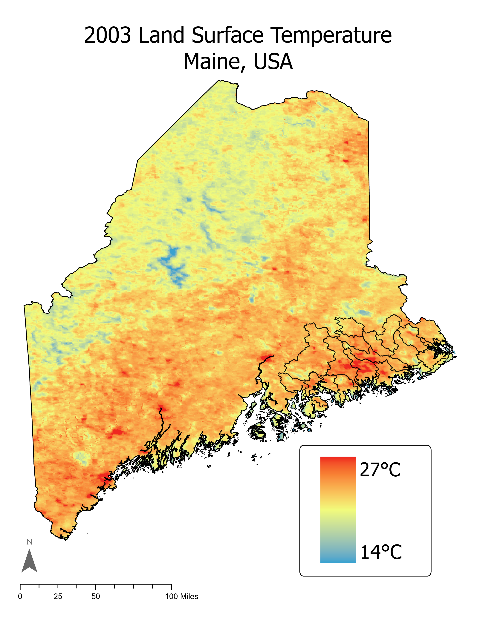 2003 Land Surface Temperature
Maine, USA
27°C
14°C
N
0 25 50 100 Miles